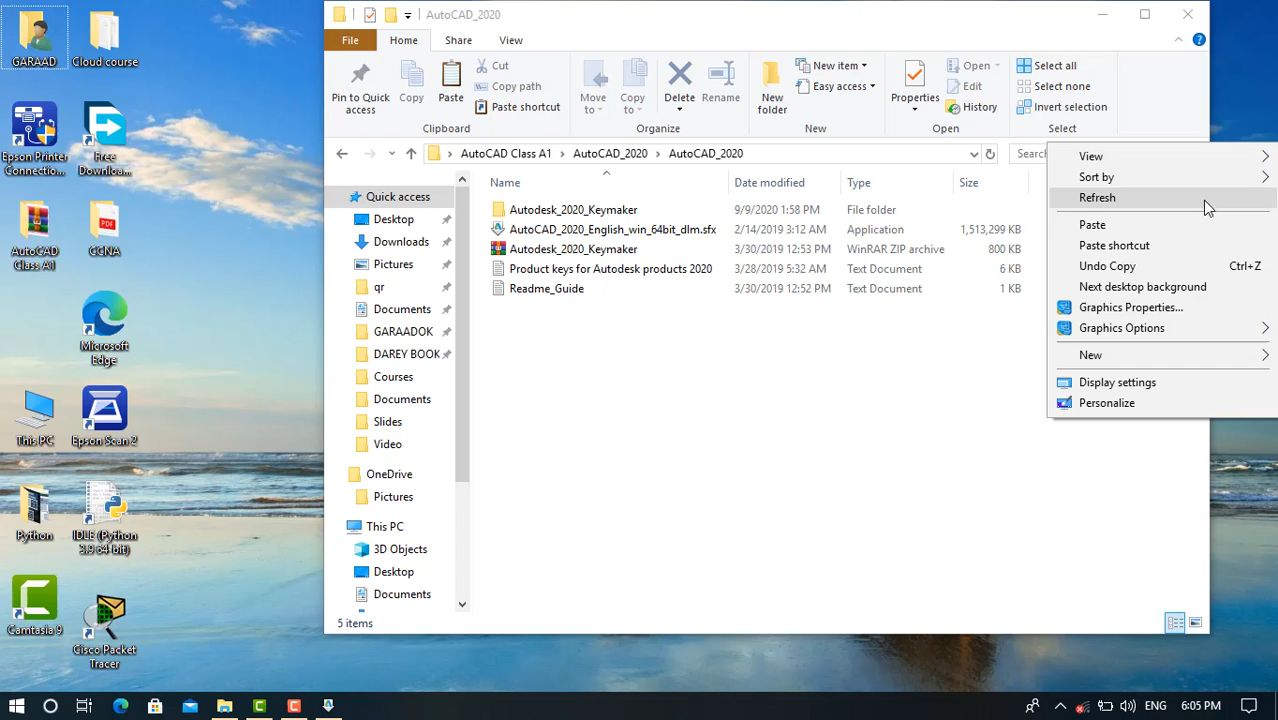 GARAAD
Cloud course
Epson Printer
Connectio...
Free
Downloa...
AutoCAD
Class A1
CCNA
Microsoft
Edge
This PC
Epson Scan 2
Python
IDLE (Python
3.9 64-bit)
Camtasia 9
Cisco Packet
Tracer
AutoCAD_2020
File
Home
Share
View
Pin to Quick
access
Copy
Paste
Cut
Copy path
Paste shortcut
Clipboard
Move
to
Copy
to
Delete
Rename
Organize
New
folder
New item
Easy access
New
Properties
Open
Edit
History
Open
Select all
Select none
Invert selection
Select
AutoCAD Class A1 > AutoCAD_2020 > AutoCAD_2020
Searc
Name
Date modified
Type
Size
Autodesk_2020_Keymaker 9/9/2020 1:58 PM File folder
AutoCAD_2020_English_win_64bit_dlm.sfx 2/14/2019 3:12 AM Application 1,513,299 KB
Autodesk_2020_Keymaker 3/30/2019 12:53 PM WinRAR ZIP archive 800 KB
Product keys for Autodesk products 2020 3/28/2019 5:32 AM Text Document 6 KB
Readme_Guide 3/30/2019 12:52 PM Text Document 1 KB
Quick access
Desktop
Downloads
Pictures
qr
Documents
GARAADOK
DAREY BOOK
Courses
Documents
Slides
Video
OneDrive
Pictures
This PC
3D Objects
Desktop
Documents
5 items
View
Sort by
Refresh
Paste
Paste shortcut
Undo Copy Ctrl+Z
Next desktop background
Graphics Properties...
Graphics Options
New
Display settings
Personalize
ENG
6:05 PM